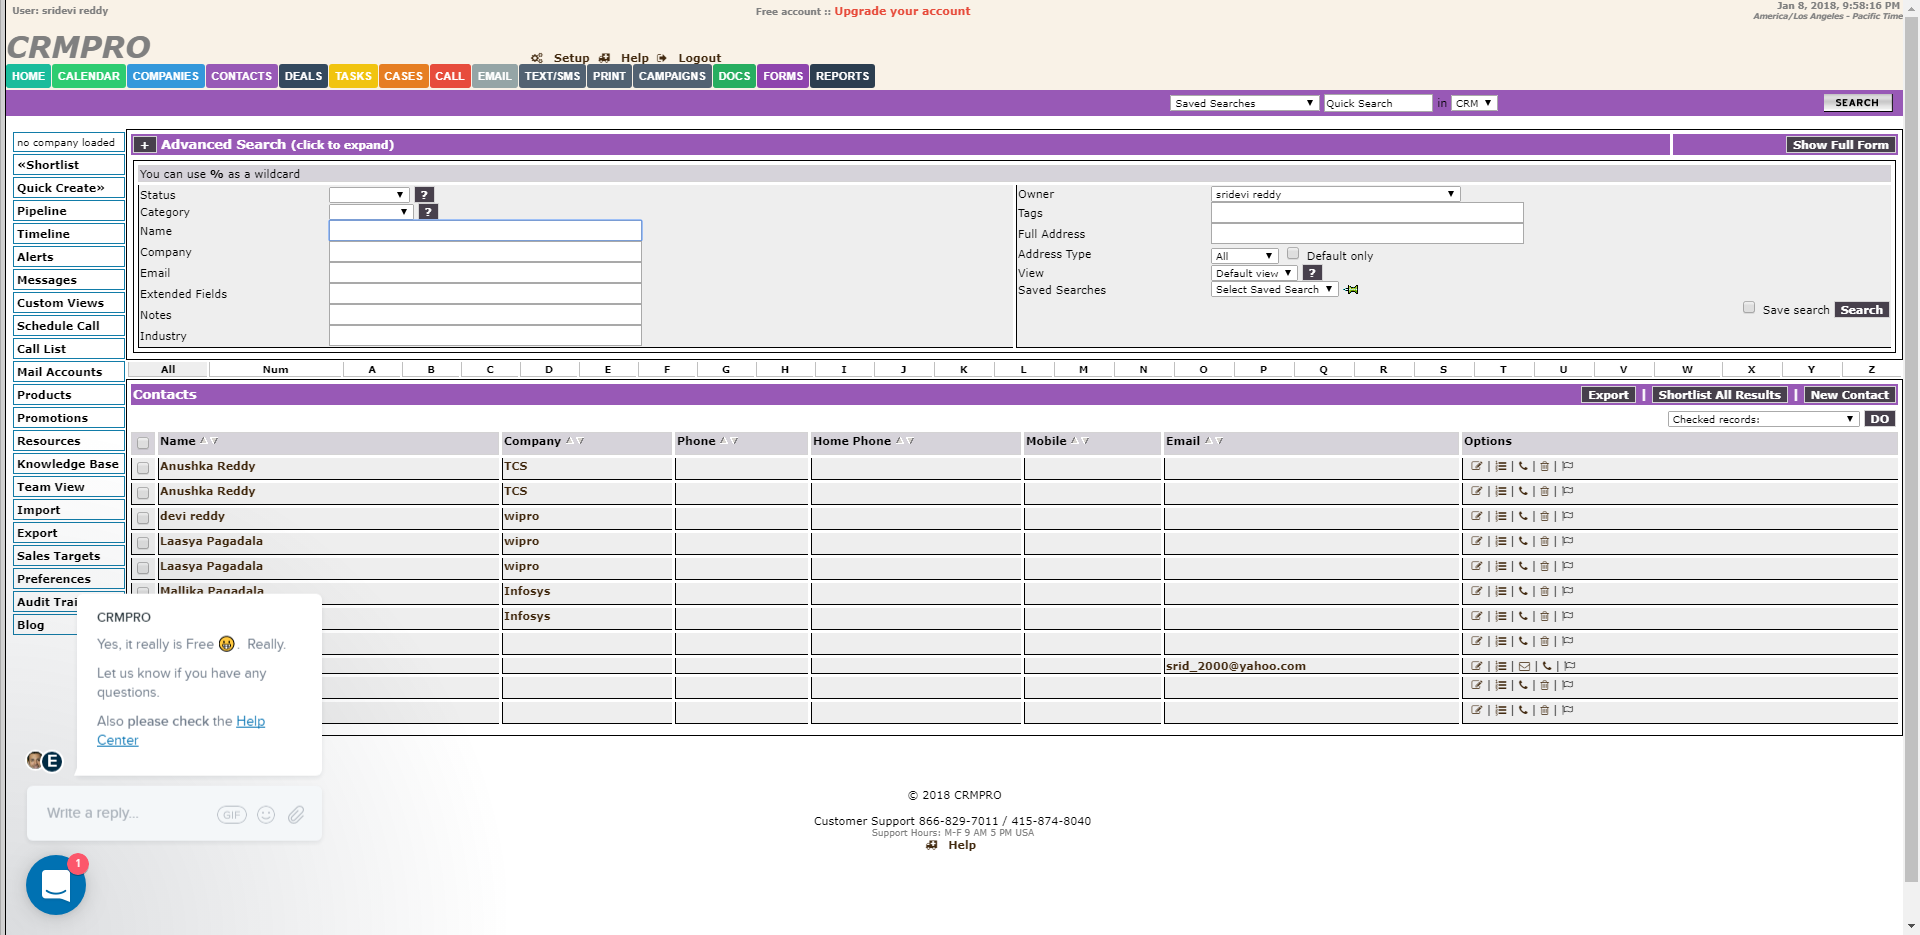 User: sridevi reddy
Free account :: Upgrade your account
Jan 8, 2018, 9:58:16 PM
America/Los Angeles - Pacific Time
CRMPRO
Setup Help Logout
HOME CALENDAR COMPANIES CONTACTS DEALS TASKS CASES CALL EMAIL TEXT/SMS PRINT CAMPAIGNS DOCS FORMS REPORTS
Saved Searches Quick Search in CRM SEARCH
no company loaded
«Shortlist
Quick Create»
Pipeline
Timeline
Alerts
Messages
Custom Views
Schedule Call
Call List
Mail Accounts
Products
Promotions
Resources
Knowledge Base
Team View
Import
Export
Sales Targets
Preferences
Audit Trai
Blog
+ Advanced Search (click to expand) Show Full Form
You can use % as a wildcard
Status ?
Category ?
Name
Company
Email
Extended Fields
Notes
Industry
Owner sridevi reddy
Tags
Full Address
Address Type All Default only
View Default view ?
Saved Searches Select Saved Search
Save search Search
All Num A B C D E F G H I J K L M N O P Q R S T U V W X Y Z
Contacts Export | Shortlist All Results | New Contact
Checked records: DO
Name Company Phone Home Phone Mobile Email Options
Anushka Reddy TCS | | | |
Anushka Reddy TCS | | | |
devi reddy wipro | | | |
Laasya Pagadala wipro | | | |
Laasya Pagadala wipro | | | |
Mallika Pagadala Infosys | | | |
Infosys | | | |
| | | |
srid_2000@yahoo.com | | | |
| | | |
| | | |
CRMPRO
Yes, it really is Free . Really.
Let us know if you have any
questions.
Also please check the Help
Center
E
Write a reply...
GIF
1
© 2018 CRMPRO
Customer Support 866-829-7011 / 415-874-8040
Support Hours: M-F 9 AM 5 PM USA
Help